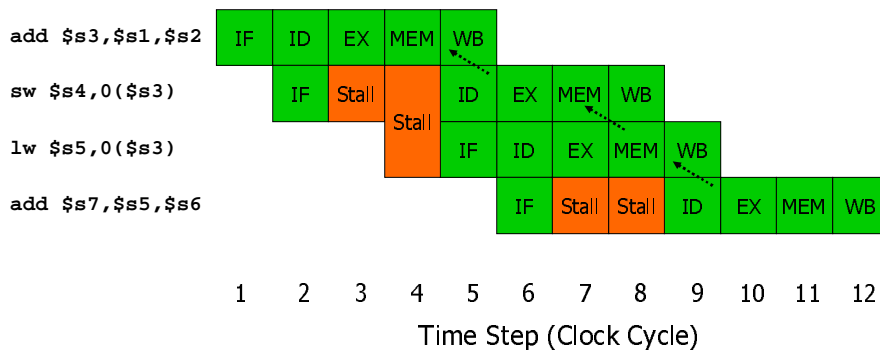 add $s3,$s1,$s2 IF ID EX MEM WB
sw $s4,0($s3) IF Stall ID EX MEM WB
Stall
lw $s5,0($s3) IF ID EX MEM WB
add $s7,$s5,$s6 IF Stall Stall ID EX MEM WB
1 2 3 4 5 6 7 8 9 10 11 12
Time Step (Clock Cycle)